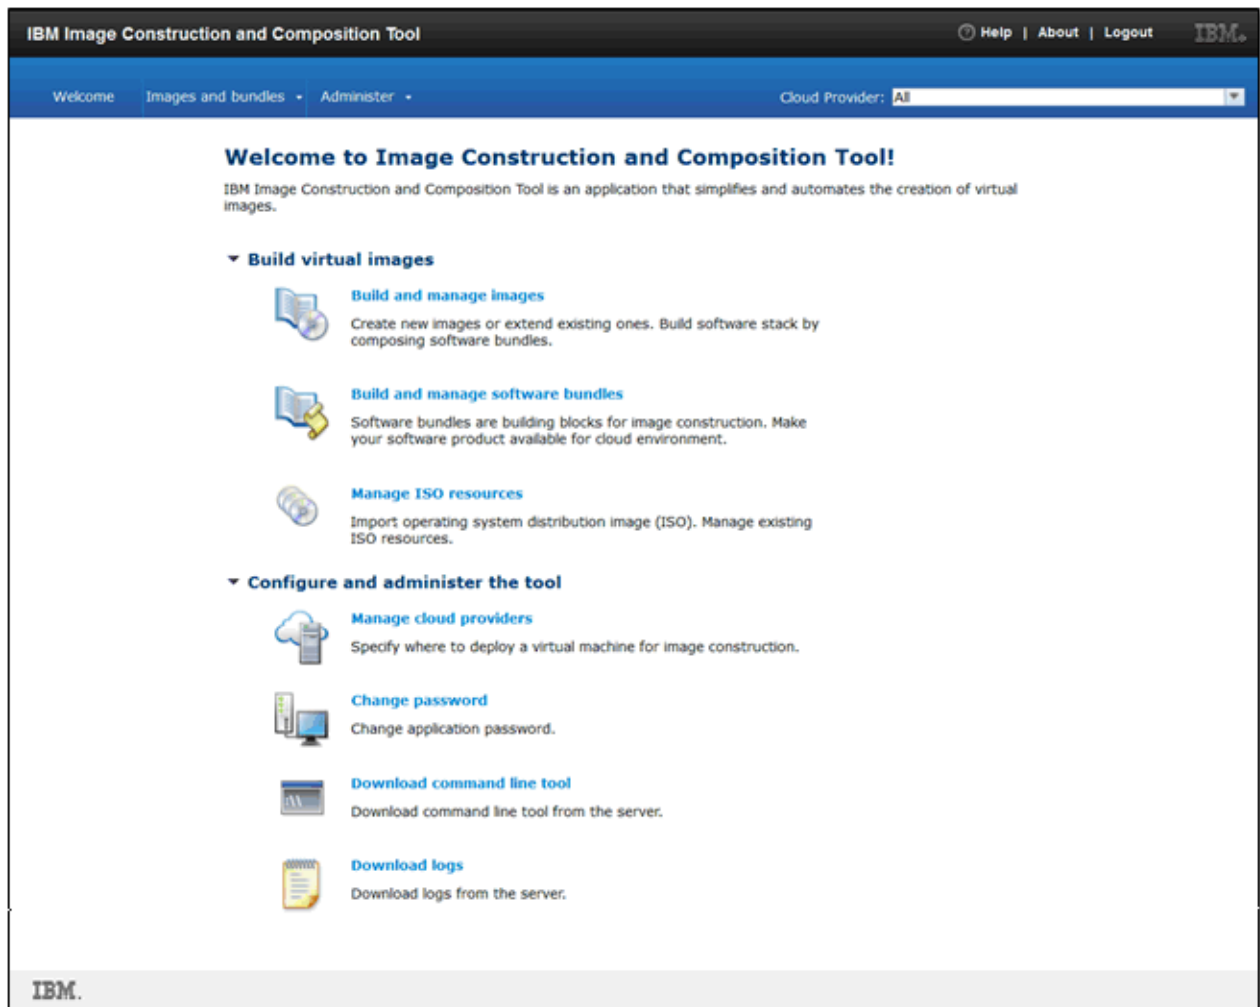 IBM Image Construction and Composition Tool
Help | About | Logout
IBM.
Welcome
Images and bundles
Administer
Cloud Provider: All
Welcome to Image Construction and Composition Tool!
IBM Image Construction and Composition Tool is an application that simplifies and automates the creation of virtual
images.
Build virtual images
Build and manage images
Create new images or extend existing ones. Build software stack by
composing software bundles.
Build and manage software bundles
Software bundles are building blocks for image construction. Make
your software product available for cloud environment.
Manage ISO resources
Import operating system distribution image (ISO). Manage existing
ISO resources.
Configure and administer the tool
Manage cloud providers
Specify where to deploy a virtual machine for image construction.
Change password
Change application password.
Download command line tool
Download command line tool from the server.
Download logs
Download logs from the server.
IBM.